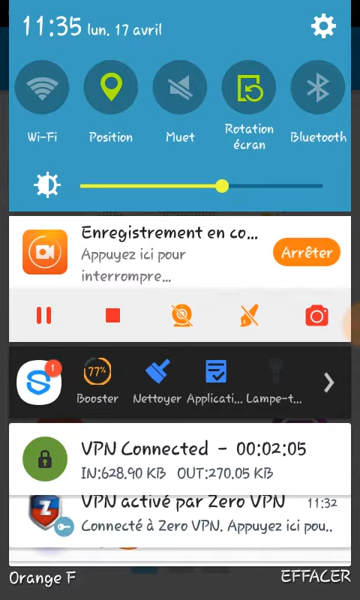 11:35 lun. 17 avril
Wi-Fi
Position
Muet
Rotation
écran
Bluetooth
Enregistrement en co...
Appuyez ici pour
interrompre...
Arrêter
1
77%
Booster
Nettoyer
Applicati...
Lampe-t...
VPN Connected - 00:02:05
IN:628.90 KB OUT:270.05 KB
VPN activé par Zero VPN 11:32
Connecté à Zero VPN. Appuyez ici pou..
Orange F
EFFACER